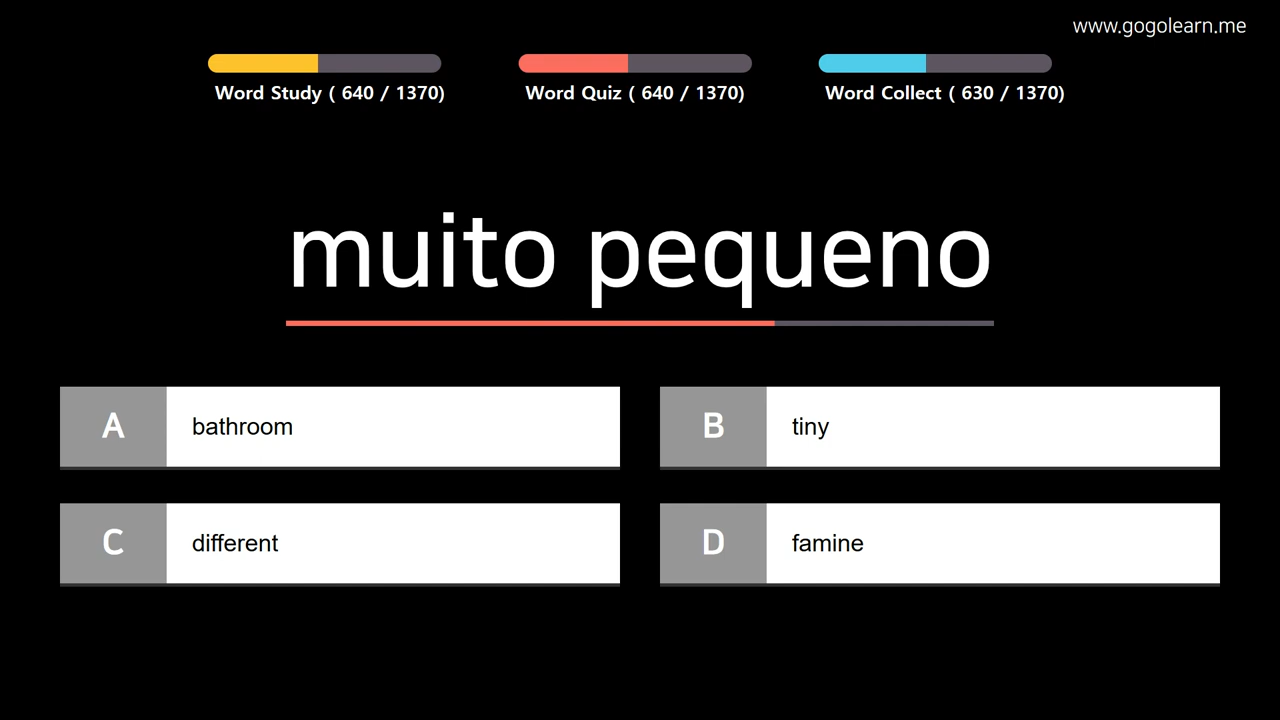 www.gogolearn.me
Word Study ( 640 / 1370)
Word Quiz ( 640 / 1370)
Word Collect ( 630 / 1370)
muito pequeno
A bathroom
B tiny
C different
D famine